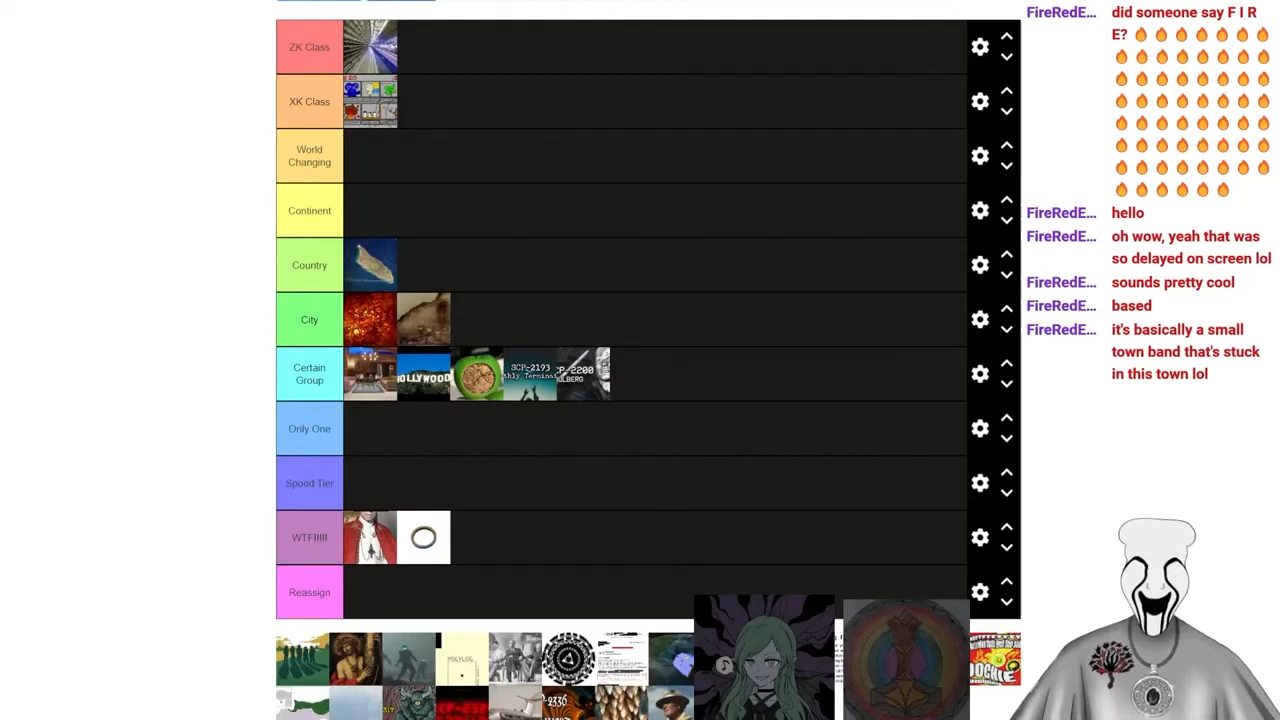 ZK Class
XK Class
World
Changing
Continent
Country
City
Certain
Group
HOLLYWOOD
SCP-2193
SCP-2200
Only One
Spood Tier
WTF!!!!!
Reassign
POLYLOG
FireRedE... did someone say F I R
E? 🔥🔥🔥🔥🔥🔥🔥
🔥🔥🔥🔥🔥🔥🔥🔥
🔥🔥🔥🔥🔥🔥🔥🔥
🔥🔥🔥🔥🔥🔥🔥🔥
🔥🔥🔥🔥🔥🔥🔥🔥
🔥🔥🔥🔥🔥🔥🔥🔥
🔥🔥🔥🔥🔥🔥🔥🔥
🔥🔥🔥🔥🔥🔥
FireRedE... hello
FireRedE... oh wow, yeah that was
so delayed on screen lol
FireRedE... sounds pretty cool
FireRedE... based
FireRedE... it's basically a small
town band that's stuck
in this town lol